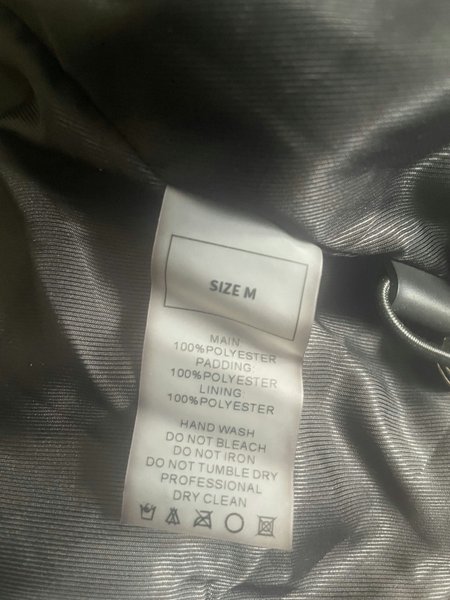 SIZE M
MAIN
100%POLYESTER
PADDING:
100%POLYESTER
LINING
100%POLYESTER
HAND WASH
DO NOT BLEACH
DO NOT IRON
DO NOT TUMBLE DRY
PROFESSIONAL
DRY CLEAN